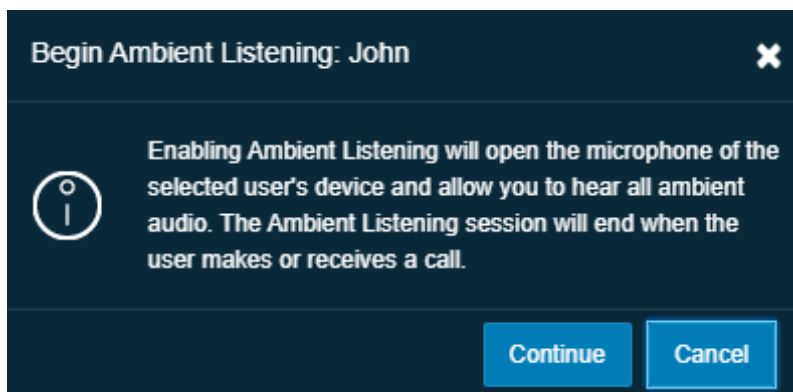 Begin Ambient Listening: John
Enabling Ambient Listening will open the microphone of the
selected user's device and allow you to hear all ambient
audio. The Ambient Listening session will end when the
user makes or receives a call.
Continue
Cancel